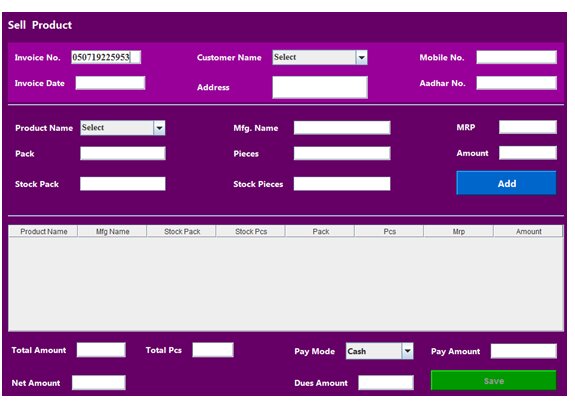 Sell Product
Invoice No. 050719225953 Customer Name Select Mobile No.
Invoice Date Address Aadhar No.
Product Name Select Mfg. Name MRP
Pack Pieces Amount
Stock Pack Stock Pieces Add
Product Name Mfg Name Stock Pack Stock Pcs Pack Pcs Mrp Amount
Total Amount Total Pcs Pay Mode Cash Pay Amount
Net Amount Dues Amount Save